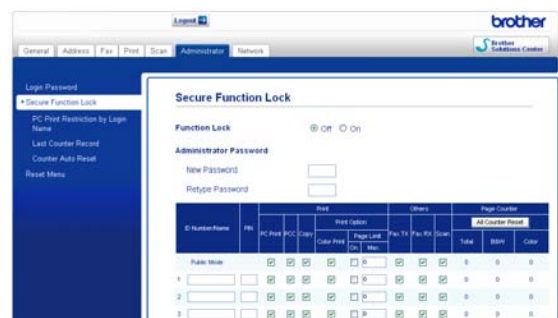 Logout
brother
General Address Fax Print Scan Administrator Network
Brother Solutions Center
Login Password
Secure Function Lock
PC Print Restriction by Login Name
Last Counter Record
Counter Auto Reset
Reset Menu
Secure Function Lock
Function Lock Off On
Administrator Password
New Password
Retype Password
Print Others Page Counter
ID Number/Name PIN PC Print PCC Copy Print Option Color Print Page Limit On Max. Fax TX Fax RX Scan All Counter Reset Total B&W Color
Public Mode 0 0 0 0
1 0 0 0 0
2 0 0 0 0
3 0 0 0 0